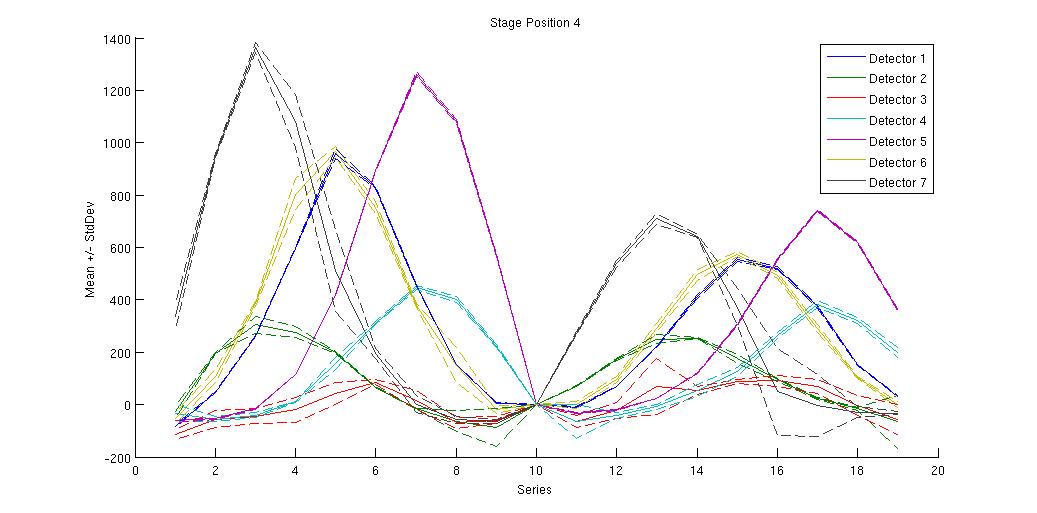 Stage Position 4
1400
1200
1000
800
600
400
200
0
-200
Mean +/- StdDev
0 2 4 6 8 10 12 14 16 18 20
Series
Detector 1
Detector 2
Detector 3
Detector 4
Detector 5
Detector 6
Detector 7